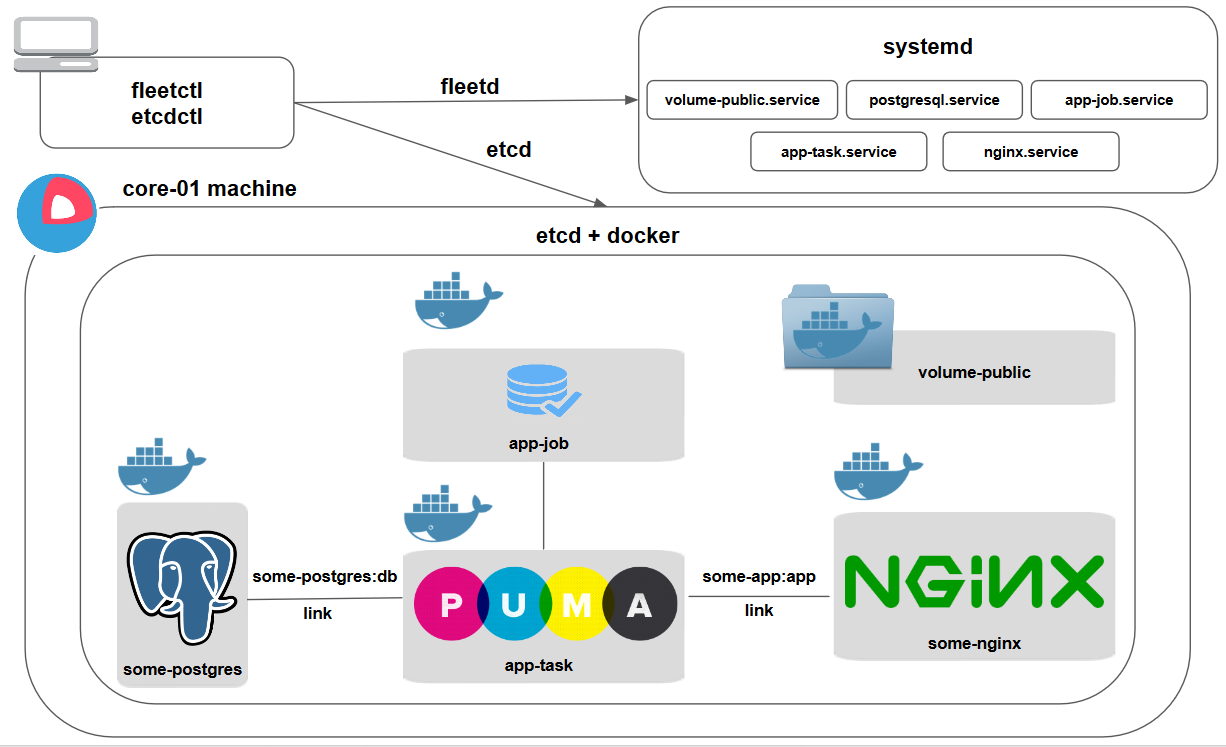 fleetctl
etcdctl
fleetd
etcd
systemd
volume-public.service
postgresql.service
app-job.service
app-task.service
nginx.service
core-01 machine
etcd + docker
app-job
volume-public
some-postgres:db
link
PUMA
app-task
some-app:app
link
NGiNX
some-nginx
some-postgres